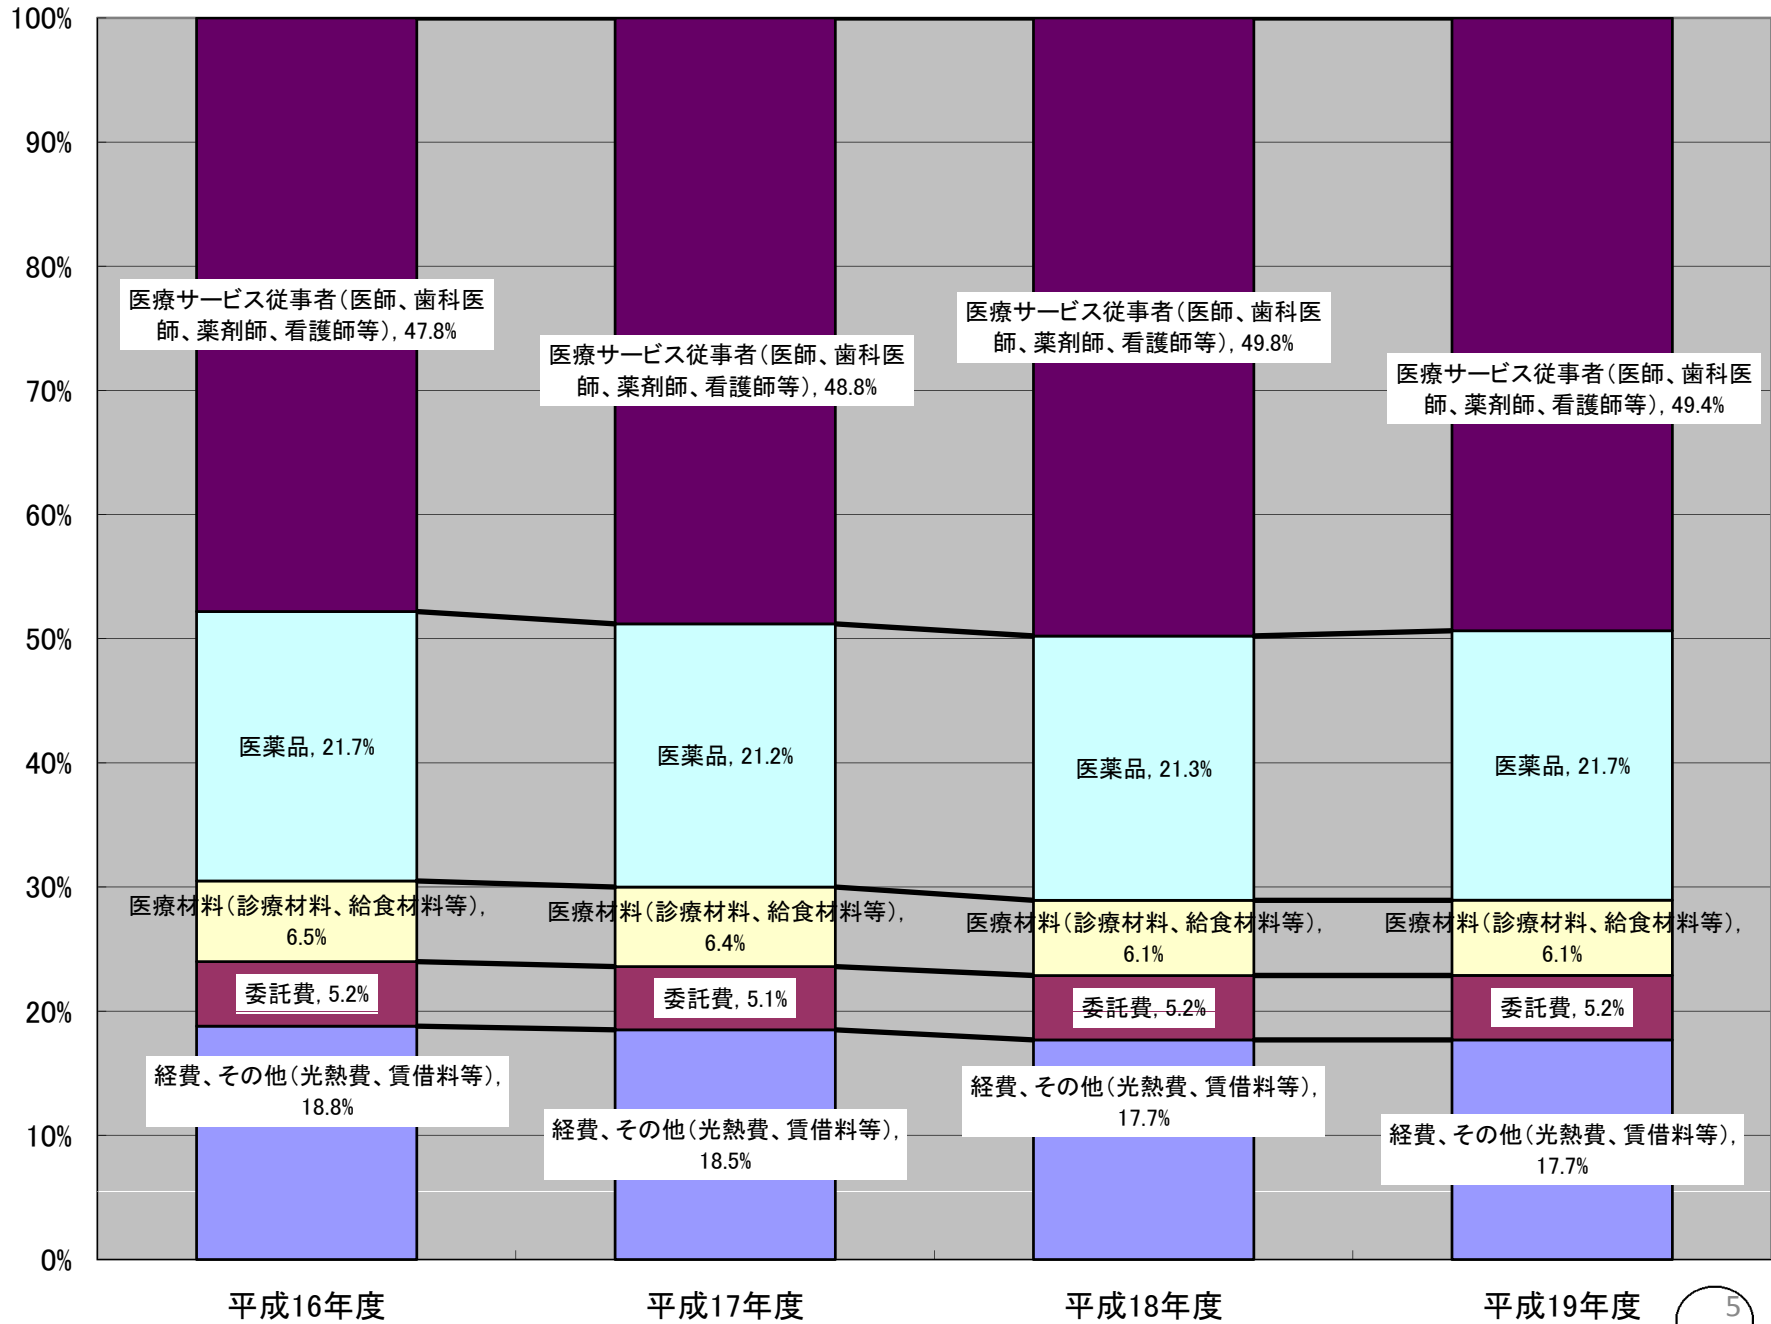 100%
90%
80%
70%
60%
50%
40%
30%
20%
10%
0%
医療サービス従事者(医師、歯科医
師、薬剤師、看護師等), 47.8%
医薬品, 21.7%
医療材料(診療材料、給食材料等),
6.5%
委託費, 5.2%
経費、その他(光熱費、賃借料等),
18.8%
平成16年度
医療サービス従事者(医師、歯科医
師、薬剤師、看護師等), 48.8%
医薬品, 21.2%
医療材料(診療材料、給食材料等),
6.4%
委託費, 5.1%
経費、その他(光熱費、賃借料等),
18.5%
平成17年度
医療サービス従事者(医師、歯科医
師、薬剤師、看護師等), 49.8%
医薬品, 21.3%
医療材料(診療材料、給食材料等),
6.1%
委託費, 5.2%
経費、その他(光熱費、賃借料等),
17.7%
平成18年度
医療サービス従事者(医師、歯科医
師、薬剤師、看護師等), 49.4%
医薬品, 21.7%
医療材料(診療材料、給食材料等),
6.1%
委託費, 5.2%
経費、その他(光熱費、賃借料等),
17.7%
平成19年度
5